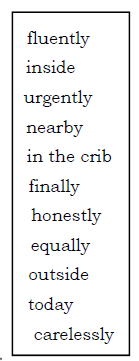 fluently
inside
urgently
nearby
in the crib
finally
honestly
equally
outside
today
carelessly